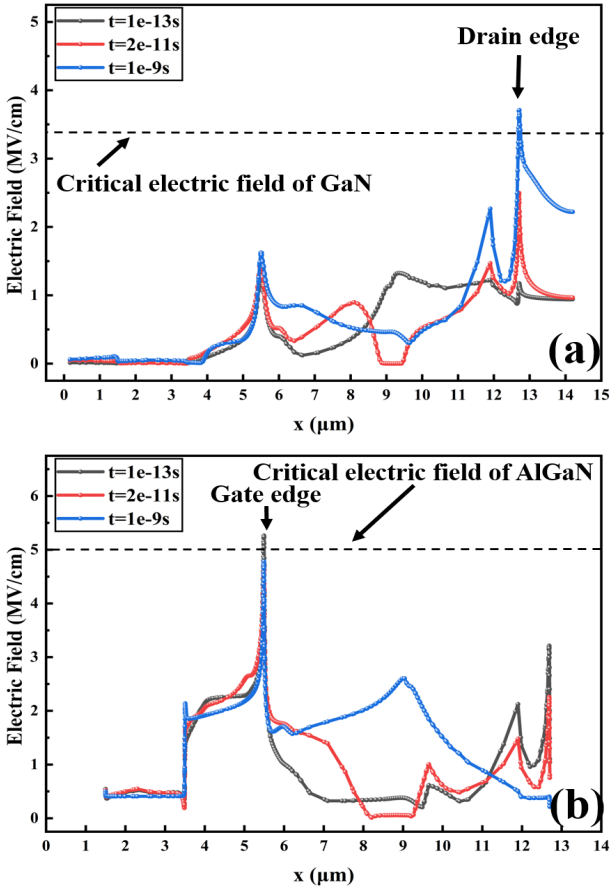 t=1e-13s
t=2e-11s
t=1e-9s
Drain edge
Critical electric field of GaN
(a)
Electric Field (MV/cm)
5
4
3
2
1
0
0 1 2 3 4 5 6 7 8 9 10 11 12 13 14 15
x (μm)
t=1e-13s
t=2e-11s
t=1e-9s
Critical electric field of AlGaN
Gate edge
(b)
Electric Field (MV/cm)
6
5
4
3
2
1
0
0 1 2 3 4 5 6 7 8 9 10 11 12 13 14
x (μm)